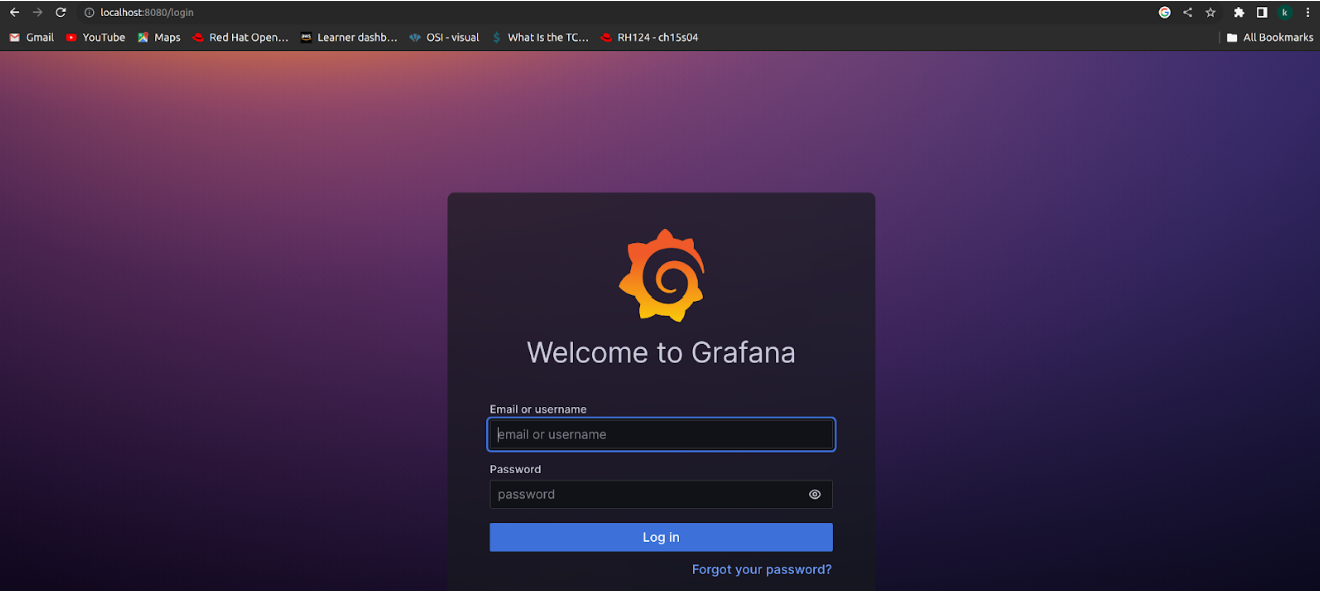 localhost:8080/login
k
Gmail YouTube Maps Red Hat Open... Learner dashb... OSI - visual What Is the TC... RH124 - ch15s04 All Bookmarks
Welcome to Grafana
Email or username
email or username
Password
password
Log in
Forgot your password?